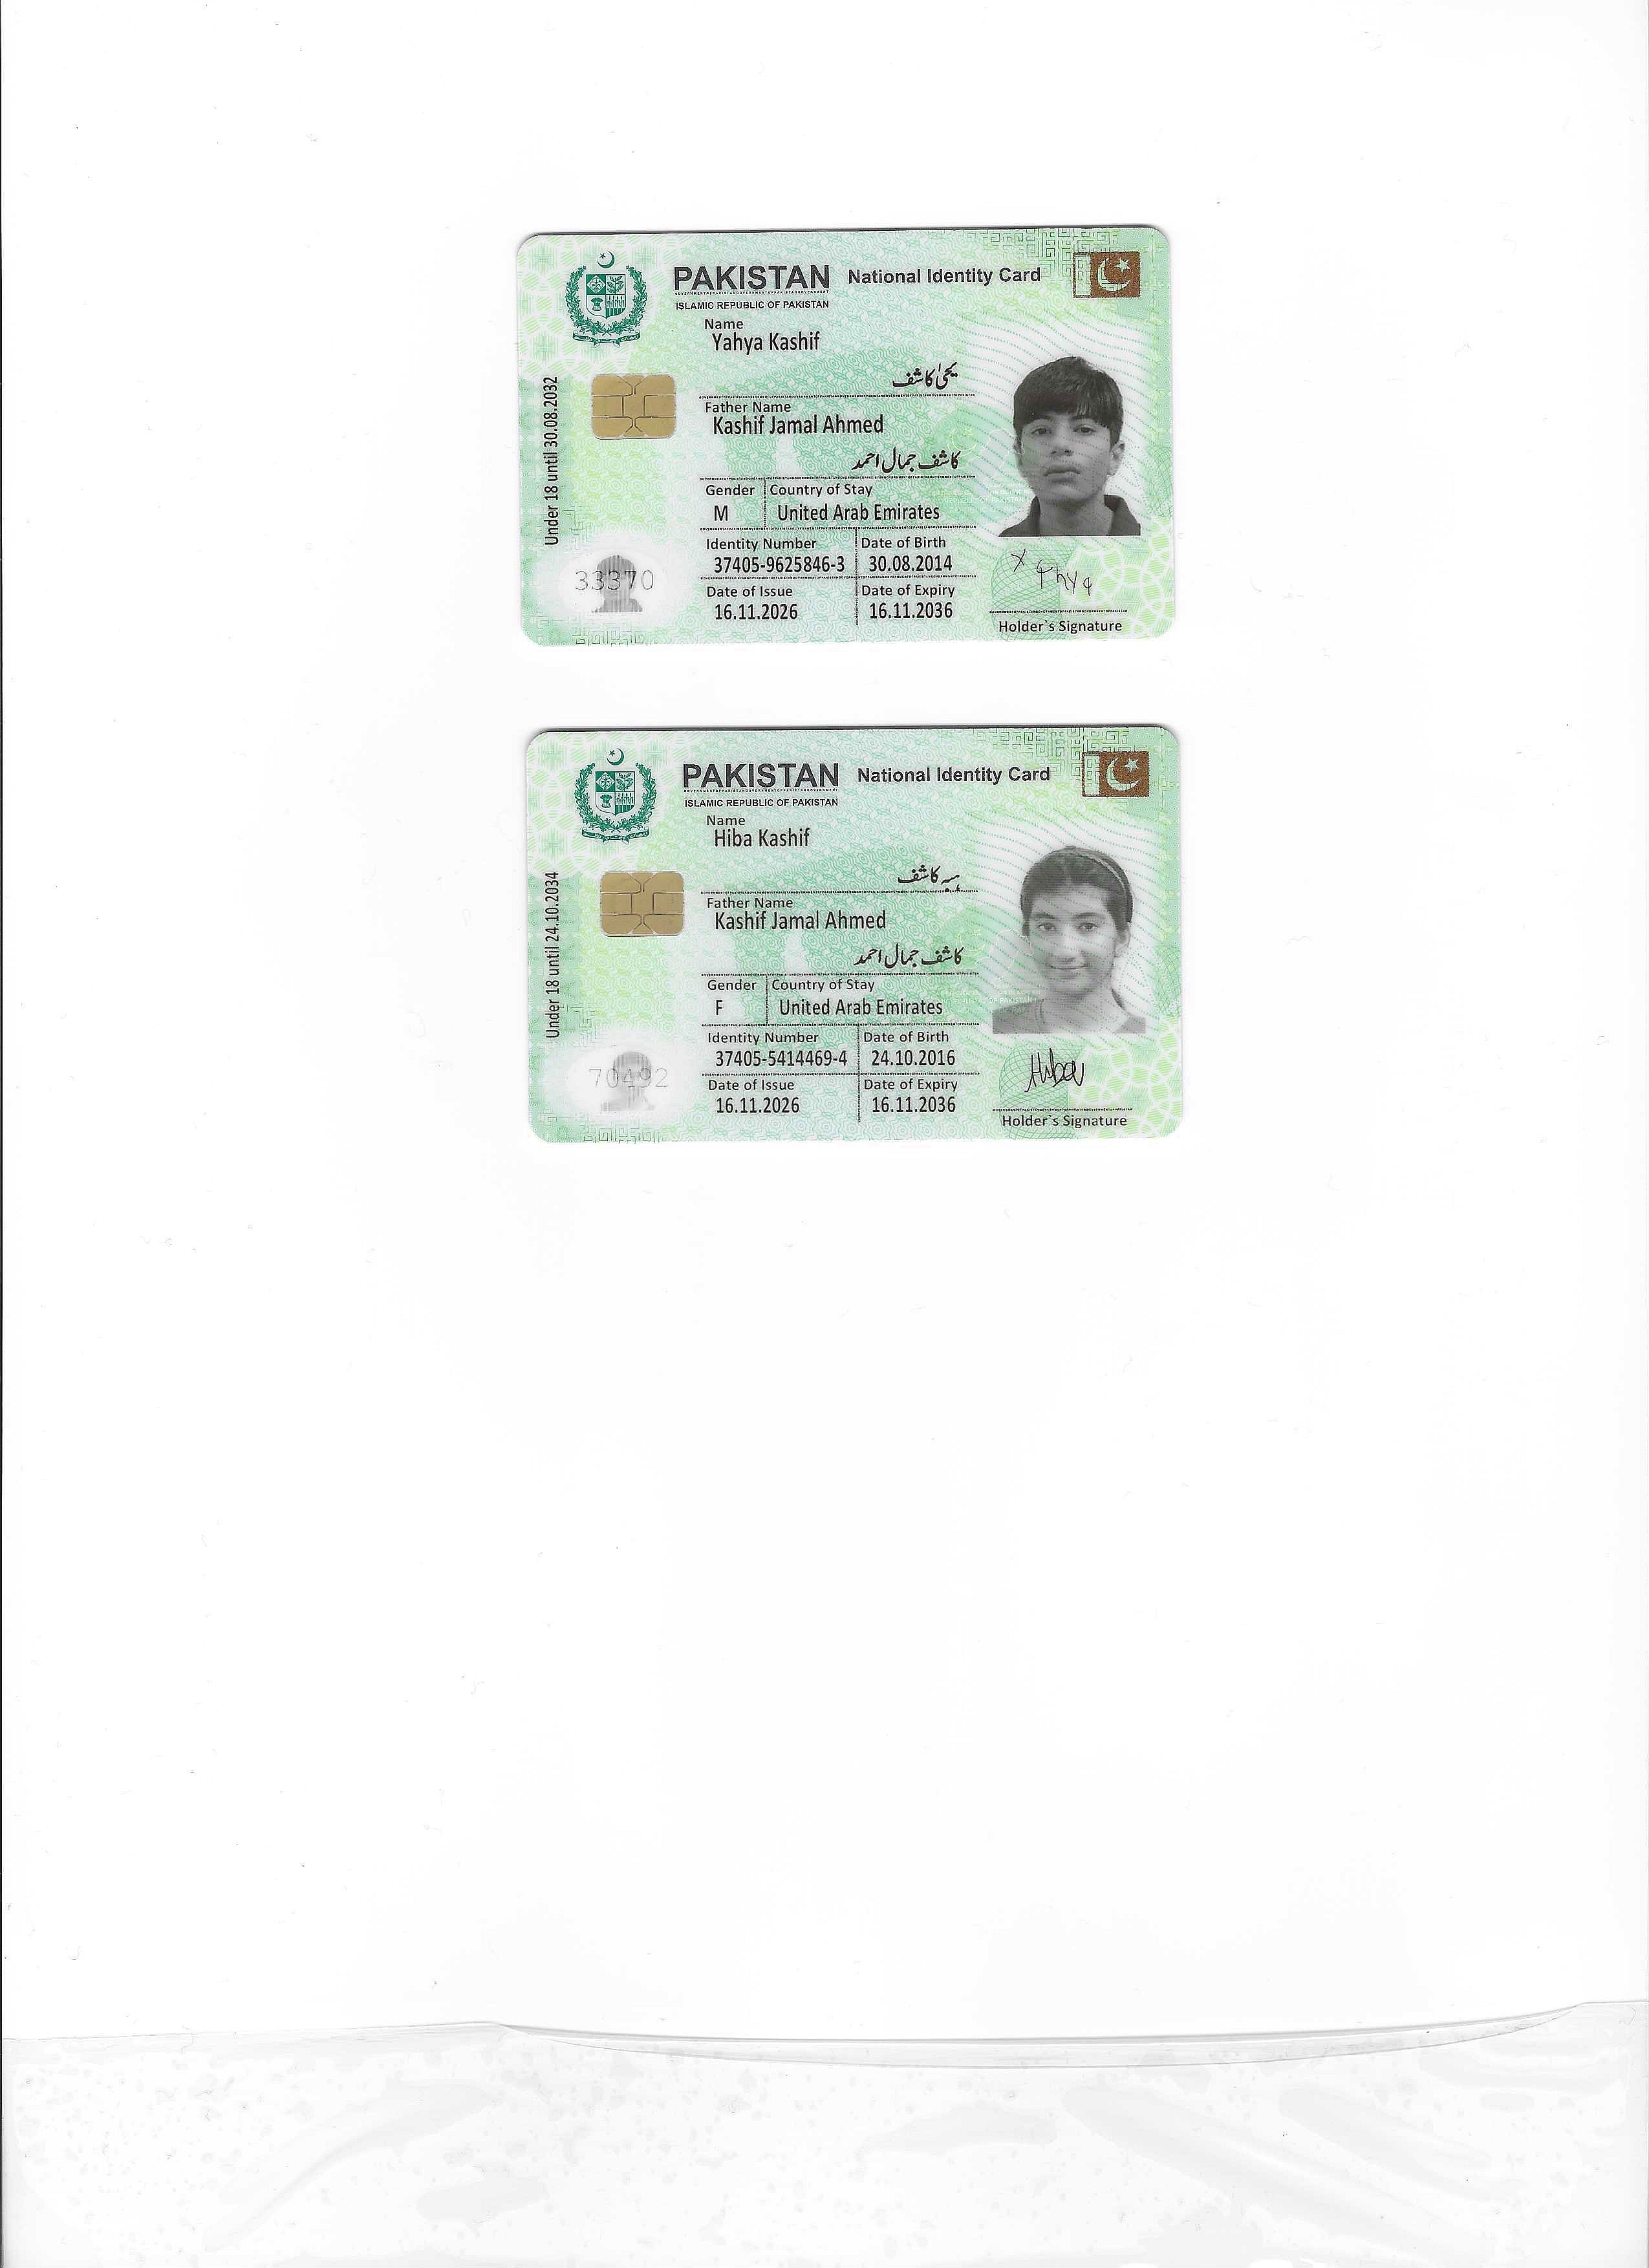 PAKISTAN National Identity Card
ISLAMIC REPUBLIC OF PAKISTAN
Name
Yahya Kashif
یحییٰ کاشف
Father Name
Kashif Jamal Ahmed
کاشف جمال احمد
Gender Country of Stay
M United Arab Emirates
Identity Number Date of Birth
37405-9625846-3 30.08.2014
Date of Issue Date of Expiry
16.11.2026 16.11.2036
Under 18 until 30.08.2032
33370
Yahya
Holder`s Signature
PAKISTAN National Identity Card
ISLAMIC REPUBLIC OF PAKISTAN
Name
Hiba Kashif
ہبہ کاشف
Father Name
Kashif Jamal Ahmed
کاشف جمال احمد
Gender Country of Stay
F United Arab Emirates
Identity Number Date of Birth
37405-5414469-4 24.10.2016
Date of Issue Date of Expiry
16.11.2026 16.11.2036
Under 18 until 24.10.2034
70492
Hiba
Holder`s Signature